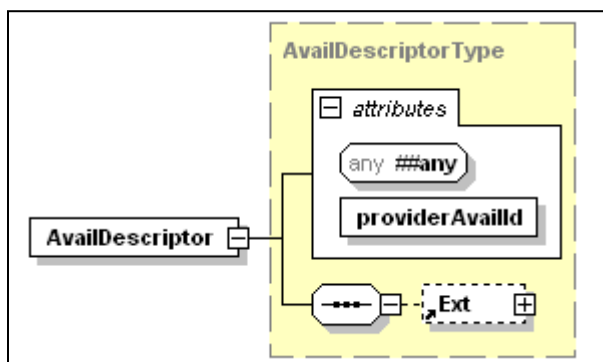 AvailDescriptorType
attributes
any ##any
providerAvailId
AvailDescriptor
Ext